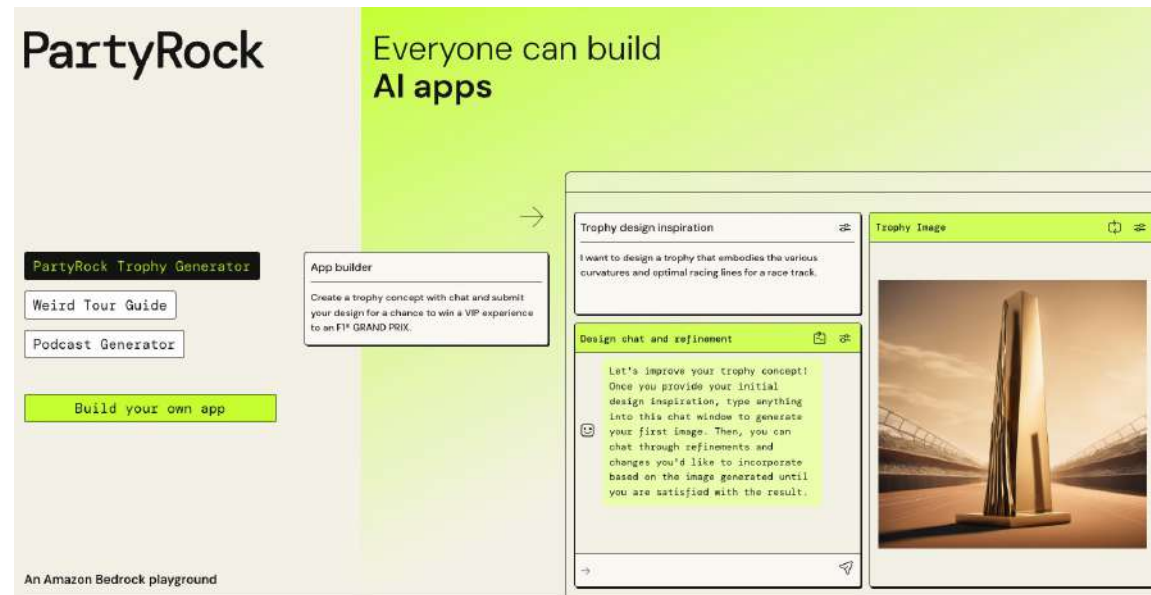 PartyRock
Everyone can build
AI apps
PartyRock Trophy Generator
Weird Tour Guide
Podcast Generator
Build your own app
An Amazon Bedrock playground
App builder
Create a trophy concept with chat and submit
your design for a chance to win a VIP experience
to an F1® GRAND PRIX.
Trophy design inspiration
I want to design a trophy that embodies the various
curvatures and optimal racing lines for a race track.
Design chat and refinement
Let's improve your trophy concept!
Once you provide your initial
design inspiration, type anything
into this chat window to generate
your first image. Then, you can
chat through refinements and
changes you'd like to incorporate
based on the image generated until
you are satisfied with the result.
Trophy Image